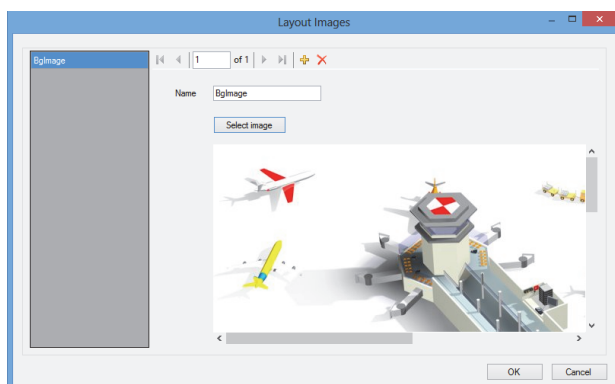 Layout Images
BgImage
1 of 1
Name BgImage
Select image
OK Cancel